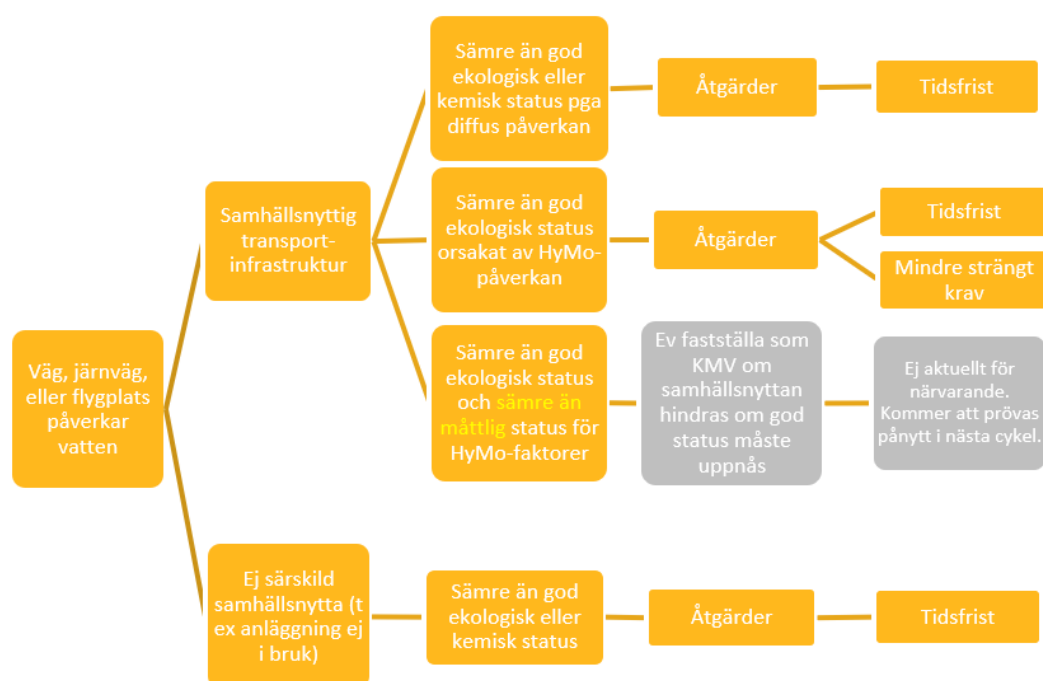 Väg, järnväg,
eller flygplats
påverkar
vatten
Samhällsnyttig
transport-
infrastruktur
Sämre än god
ekologisk eller
kemisk status pga
diffus påverkan
Åtgärder
Tidsfrist
Sämre än god
ekologisk status
orsakat av HyMo-
påverkan
Åtgärder
Tidsfrist
Mindre strängt
krav
Sämre än god
ekologisk status
och sämre än
måttlig status för
HyMo-faktorer
Ev fastställa som
KMV om
samhällsnyttan
hindras om god
status måste
uppnås
Ej aktuellt för
närvarande.
Kommer att prövas
pånytt i nästa cykel.
Ej särskild
samhällsnytta (t
ex anläggning ej
i bruk)
Sämre än god
ekologisk eller
kemisk status
Åtgärder
Tidsfrist